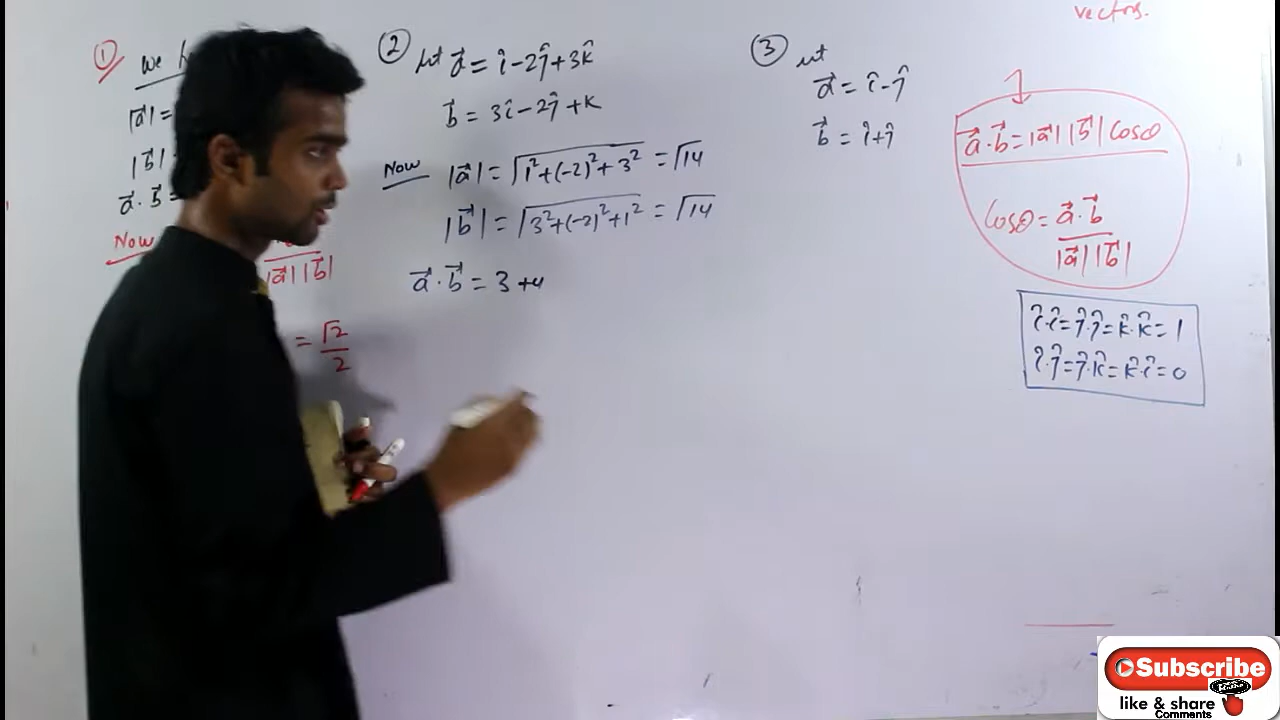 vectors.
①
we h
|a⃗| =
|b⃗|
a⃗ . b⃗ =
Now
|a⃗| |b⃗|
= √2/2
②
let a⃗ = î - 2ĵ + 3k̂
b⃗ = 3î - 2ĵ + k
Now |a⃗| = √1² + (-2)² + 3² = √14
|b⃗| = √3² + (-2)² + 1² = √14
a⃗ . b⃗ = 3 + 4
③
let
a⃗ = î - ĵ
b⃗ = î + ĵ
a⃗ . b⃗ = |a⃗| |b⃗| cosθ
Cosθ = a⃗ . b⃗ / |a⃗| |b⃗|
î.î = ĵ.ĵ = k̂.k̂ = 1
î.ĵ = ĵ.k̂ = k̂.î = 0
Subscribe
like & share
Comments